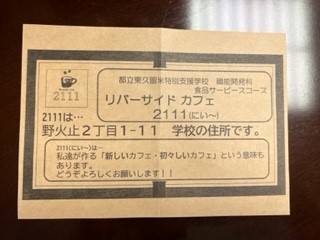 2111
都立東久留米特別支援学校 職能開発科
食品サービースコース
リバーサイド カフェ
2111(にい～)
2111は…
野火止2丁目1-11 学校の住所です。
2111(にい～)は…
私達が作る「新しいカフェ・初々しいカフェ」という意味も
あります。
どうぞよろしくお願いします!!